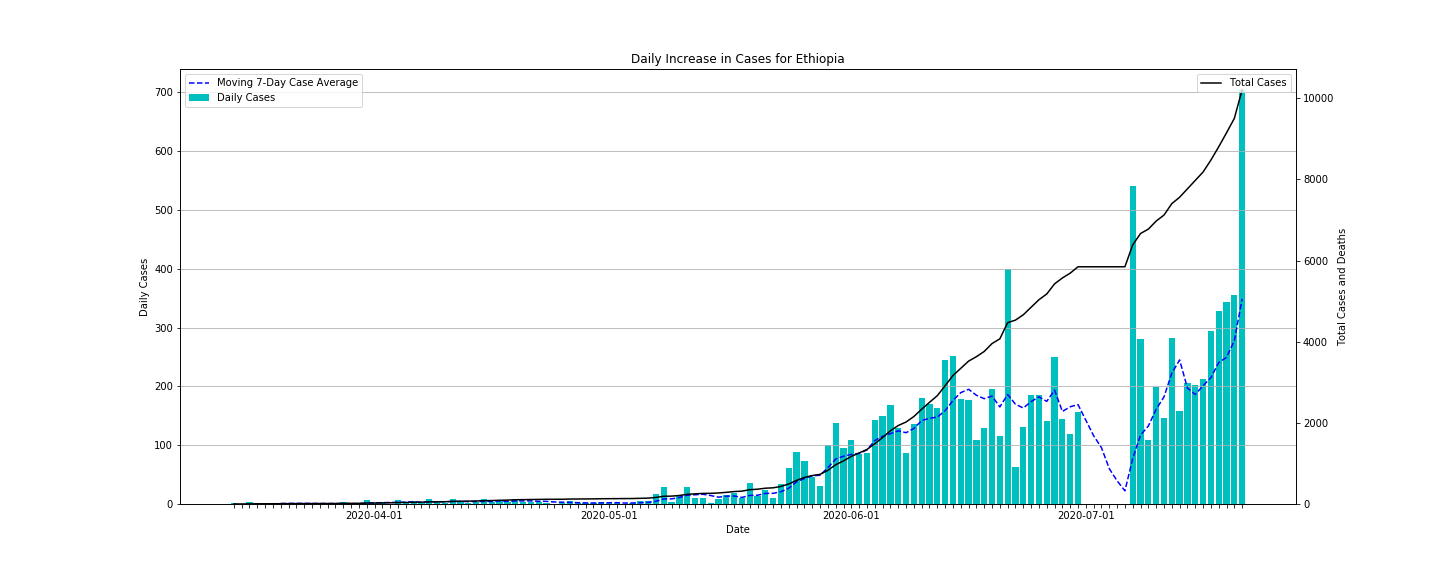 Daily Increase in Cases for Ethiopia
Moving 7-Day Case Average
Daily Cases
Total Cases
700
600
500
400
300
200
100
0
Daily Cases
10000
8000
6000
4000
2000
0
Total Cases and Deaths
2020-04-01
2020-05-01
2020-06-01
2020-07-01
Date